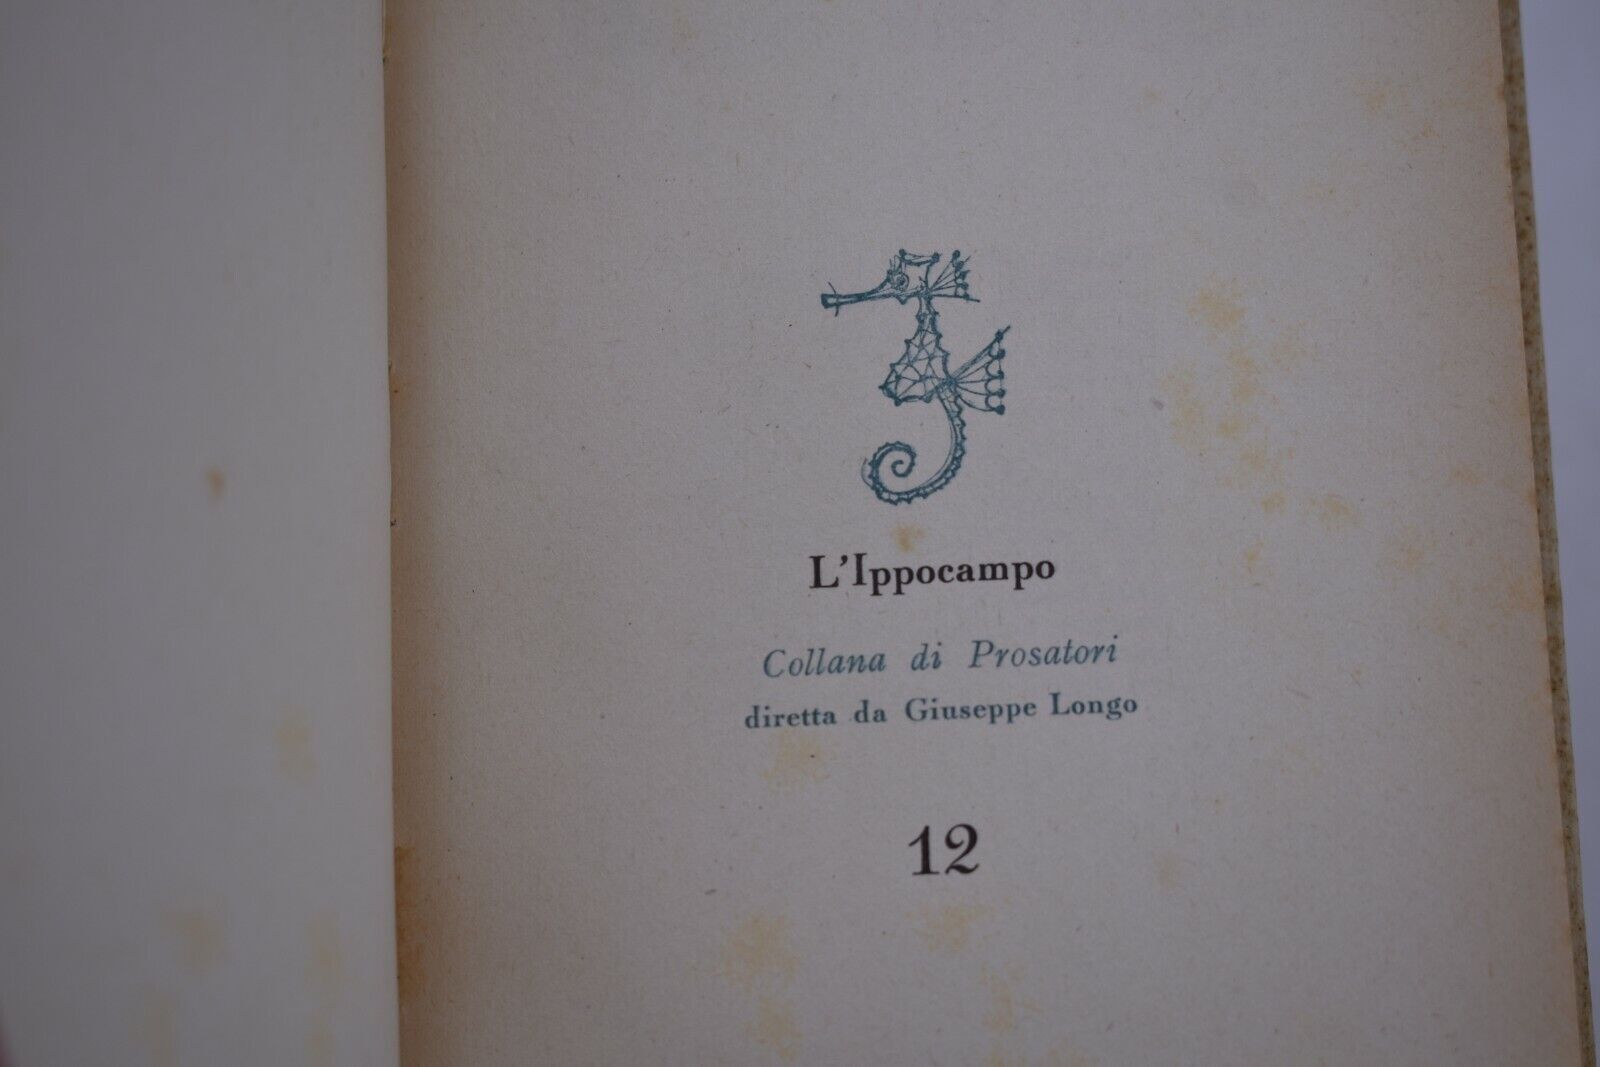 L'Ippocampo
Collana di Prosatori
diretta da Giuseppe Longo
12